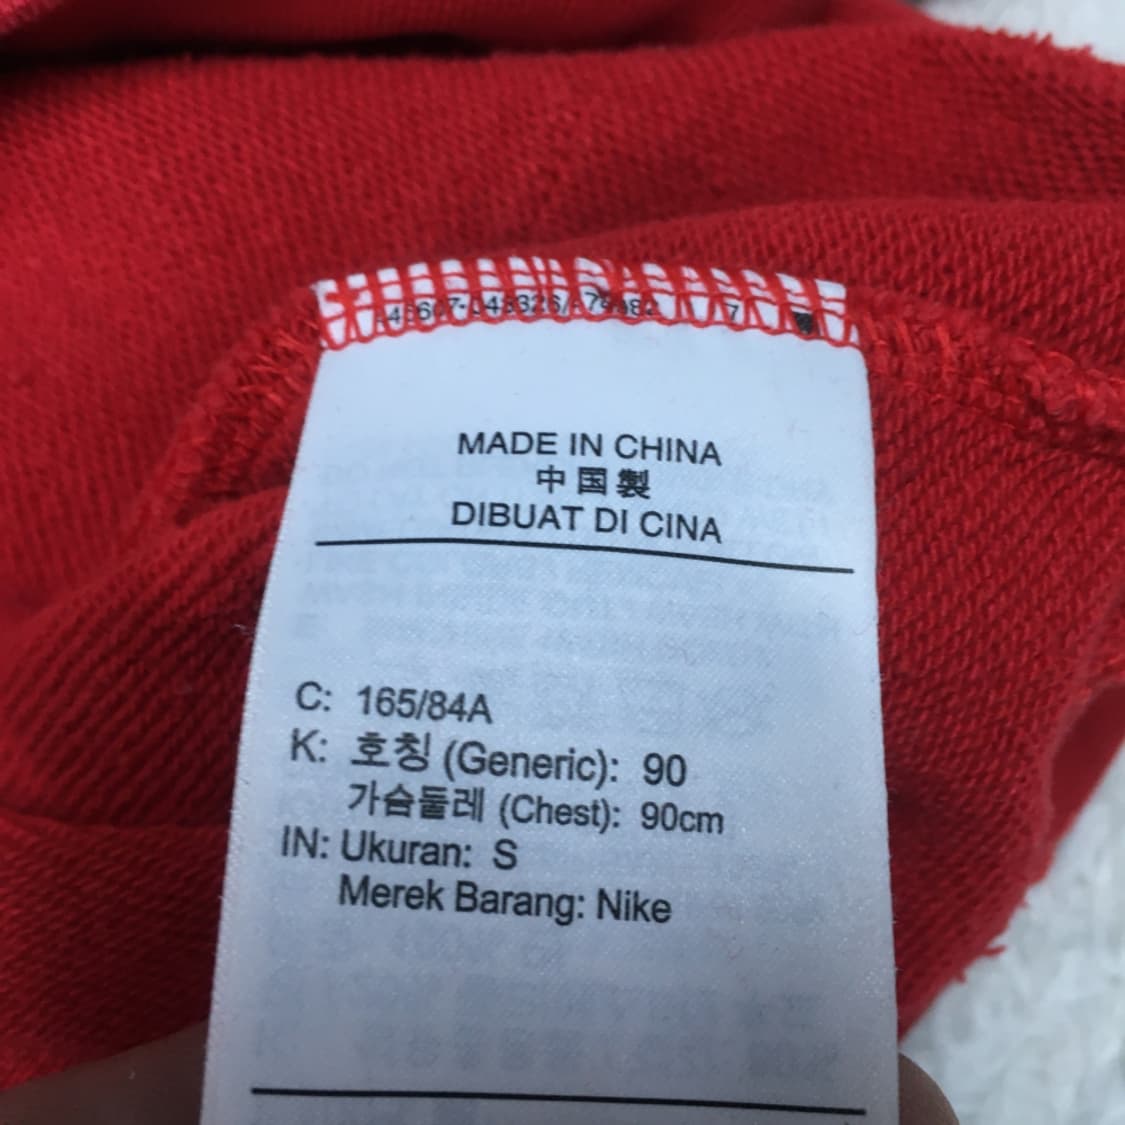 MADE IN CHINA
中国製
DIBUAT DI CINA
C: 165/84A
K: 호칭 (Generic): 90
가슴둘레 (Chest): 90cm
IN: Ukuran: S
Merek Barang: Nike